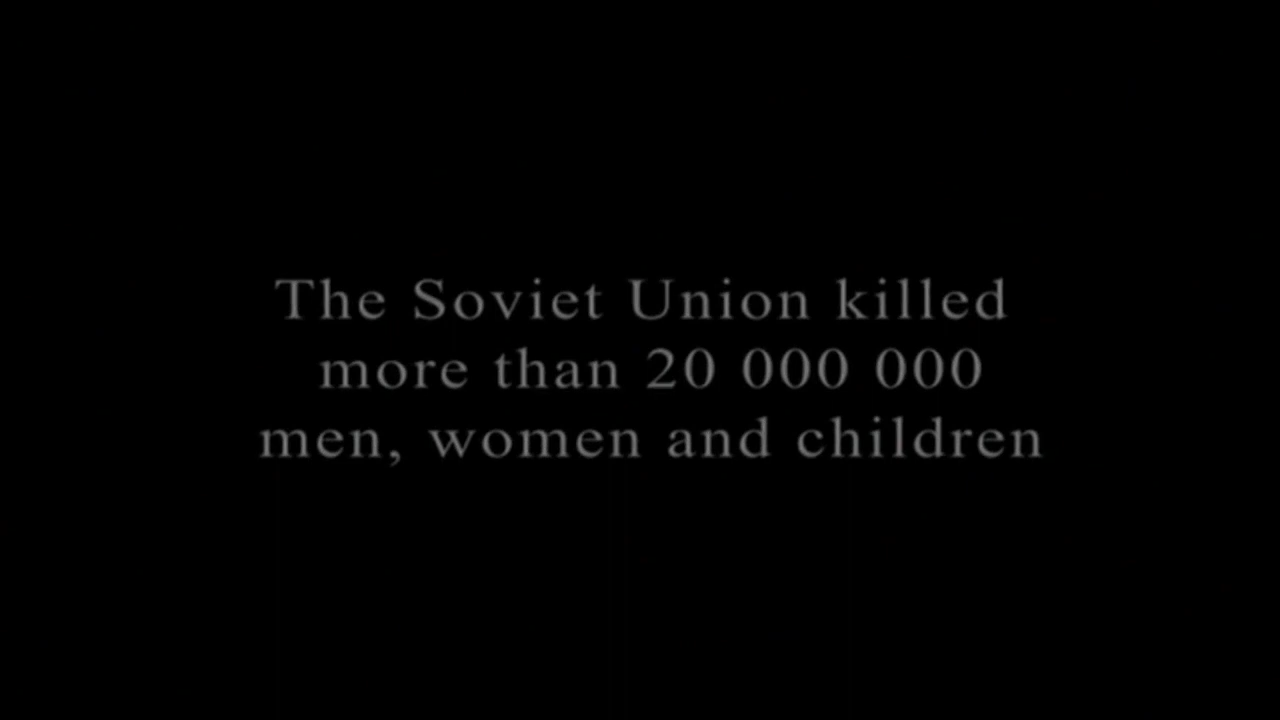 The Soviet Union killed
more than 20 000 000
men, women and children